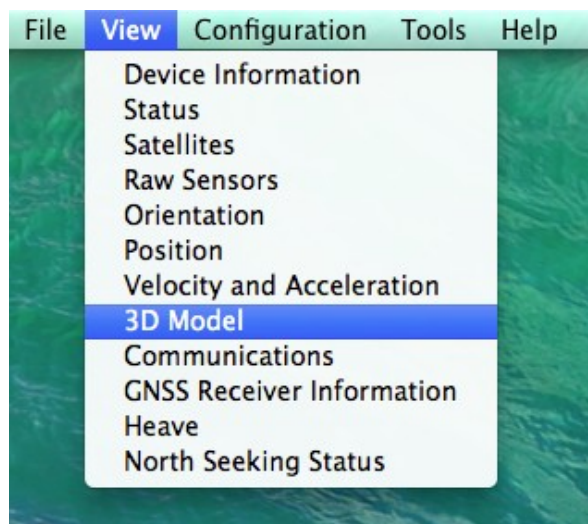 File View Configuration Tools Help
Device Information
Status
Satellites
Raw Sensors
Orientation
Position
Velocity and Acceleration
3D Model
Communications
GNSS Receiver Information
Heave
North Seeking Status